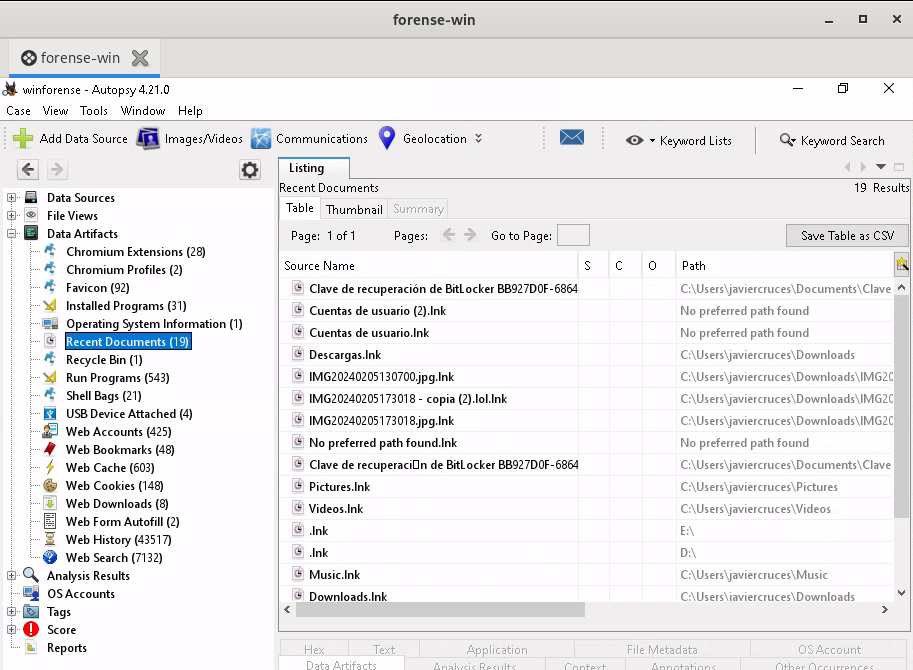 forense-win
forense-win
winforense - Autopsy 4.21.0
Case View Tools Window Help
Add Data Source Images/Videos Communications Geolocation Keyword Lists Keyword Search
Listing
Recent Documents 19 Results
Table Thumbnail Summary
Page: 1 of 1 Pages: Go to Page: Save Table as CSV
Source Name S C O Path
Clave de recuperación de BitLocker BB927D0F-6864 C:\Users\javiercruces\Documents\Clave
Cuentas de usuario (2).lnk No preferred path found
Cuentas de usuario.lnk No preferred path found
Descargas.lnk C:\Users\javiercruces\Downloads
IMG20240205130700.jpg.lnk C:\Users\javiercruces\Downloads\IMG20
IMG20240205173018 - copia (2).lol.lnk C:\Users\javiercruces\Downloads\IMG20
IMG20240205173018.jpg.lnk C:\Users\javiercruces\Downloads\IMG20
No preferred path found.lnk No preferred path found
Clave de recuperaci▯n de BitLocker BB927D0F-6864 C:\Users\javiercruces\Documents\Clave
Pictures.lnk C:\Users\javiercruces\Pictures
Videos.lnk C:\Users\javiercruces\Videos
.lnk E:\
.lnk D:\
Music.lnk C:\Users\javiercruces\Music
Downloads.lnk C:\Users\javiercruces\Downloads
Data Sources
File Views
Data Artifacts
Chromium Extensions (28)
Chromium Profiles (2)
Favicon (92)
Installed Programs (31)
Operating System Information (1)
Recent Documents (19)
Recycle Bin (1)
Run Programs (543)
Shell Bags (21)
USB Device Attached (4)
Web Accounts (425)
Web Bookmarks (48)
Web Cache (603)
Web Cookies (148)
Web Downloads (8)
Web Form Autofill (2)
Web History (43517)
Web Search (7132)
Analysis Results
OS Accounts
Tags
Score
Reports
Hex Text Application File Metadata OS Account
Data Artifacts Analysis Results Context Annotations Other Occurrences